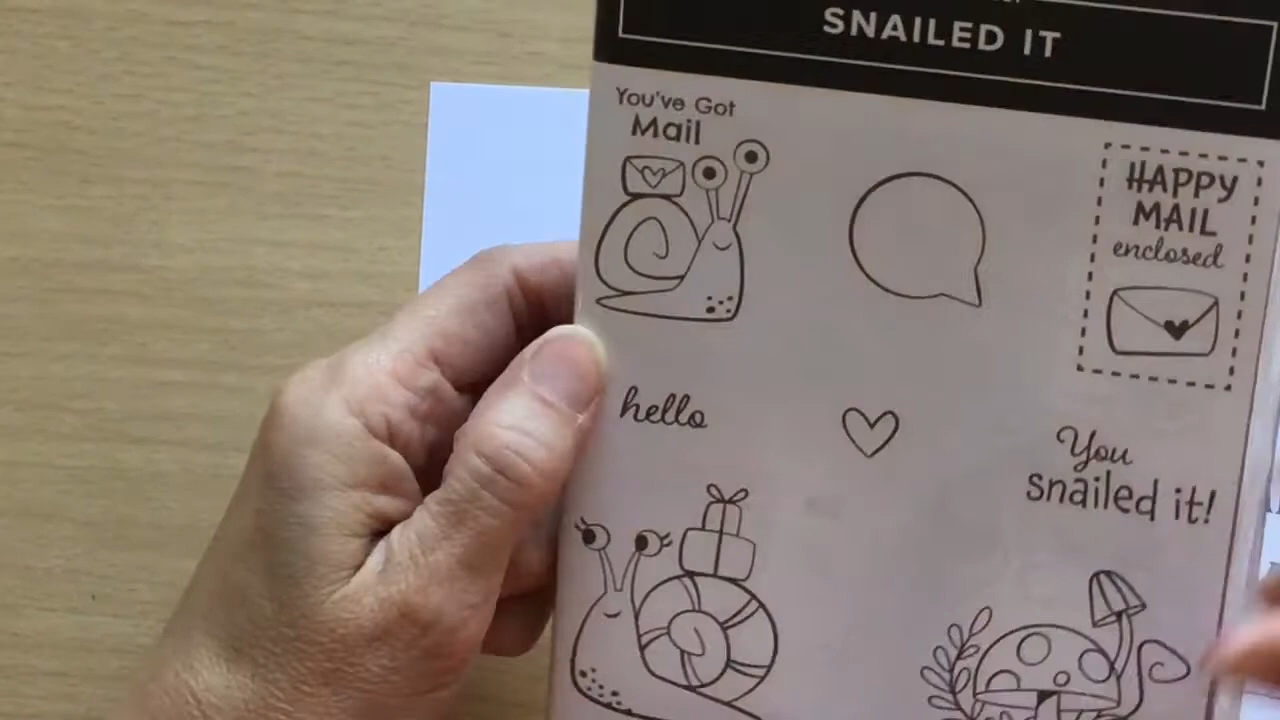 SNAILED IT
You've Got
Mail
HAPPY
MAIL
enclosed
hello
You
snailed it!